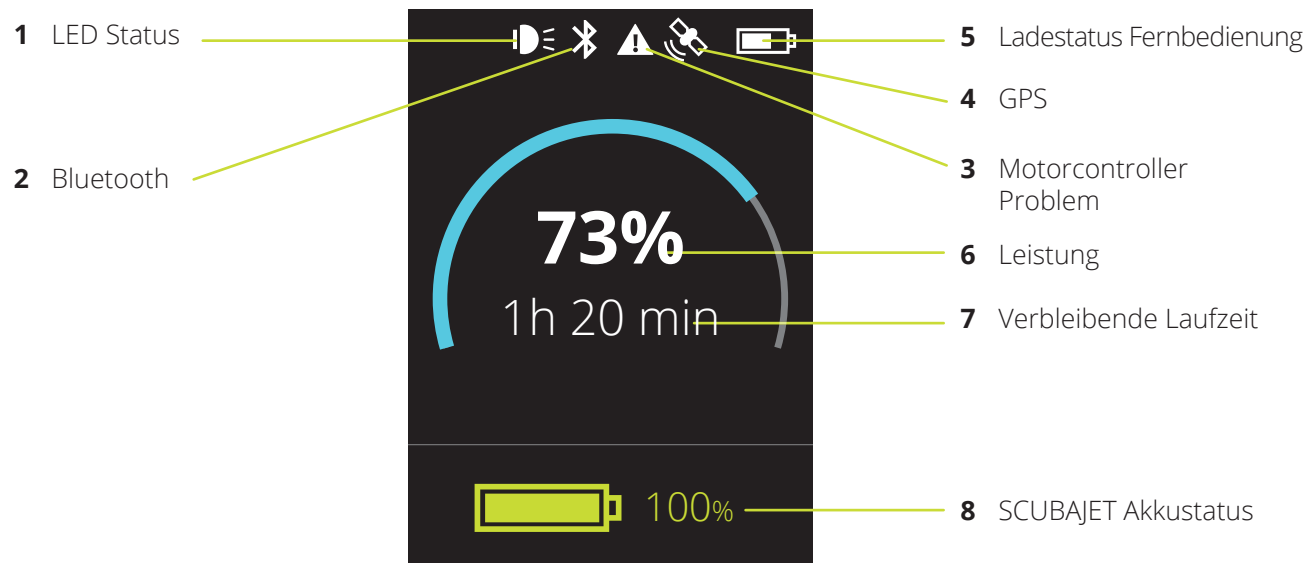 1 LED Status
2 Bluetooth
73%
1h 20 min
100%
5 Ladestatus Fernbedienung
4 GPS
3 Motorcontroller
Problem
6 Leistung
7 Verbleibende Laufzeit
8 SCUBAJET Akkustatus